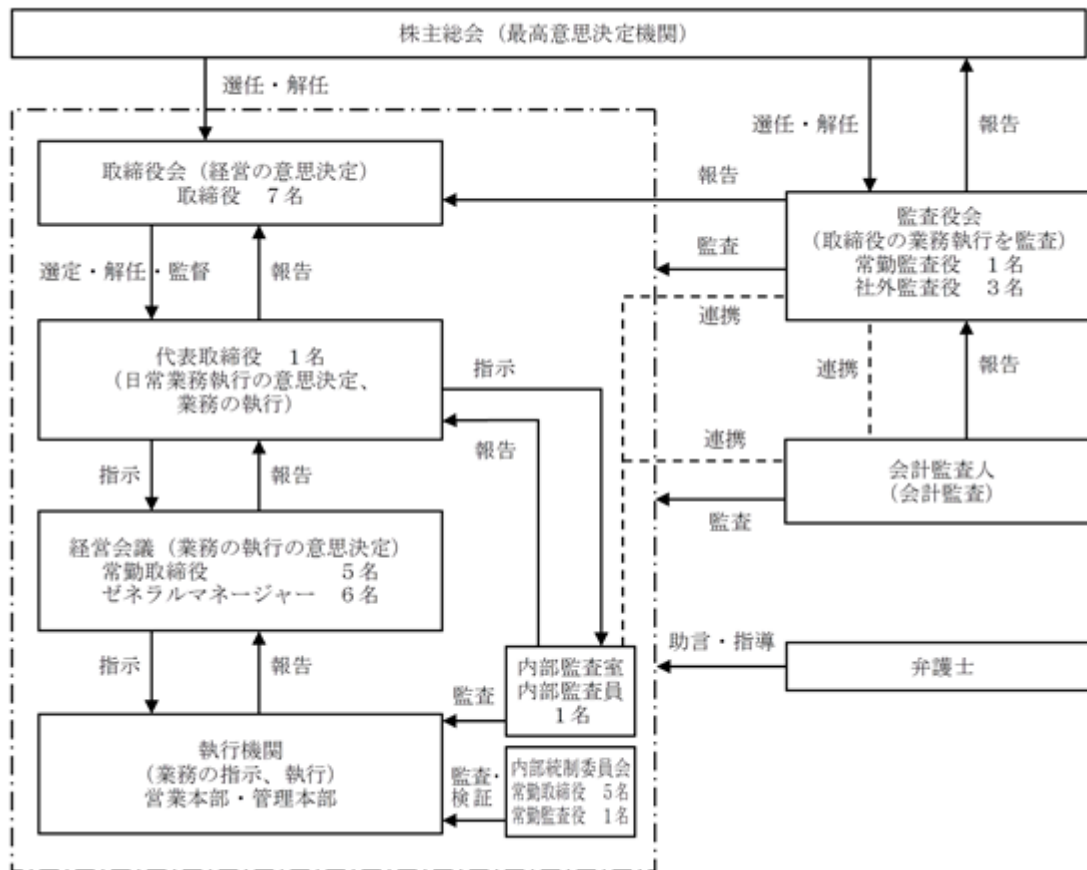 株主総会（最高意思決定機関）
選任・解任
選任・解任
報告
取締役会（経営の意思決定）
取締役　７名
報告
監査役会
（取締役の業務執行を監査）
常勤監査役　１名
社外監査役　３名
監査
選定・解任・監督
報告
連携
連携
報告
代表取締役　１名
（日常業務執行の意思決定、
業務の執行）
指示
報告
連携
会計監査人
（会計監査）
監査
指示
報告
経営会議（業務の執行の意思決定）
常勤取締役　５名
ゼネラルマネージャー　６名
助言・指導
弁護士
指示
報告
内部監査室
内部監査員
１名
監査
執行機関
（業務の指示、執行）
営業本部・管理本部
監査・
検証
内部統制委員会
常勤取締役　５名
常勤監査役　１名